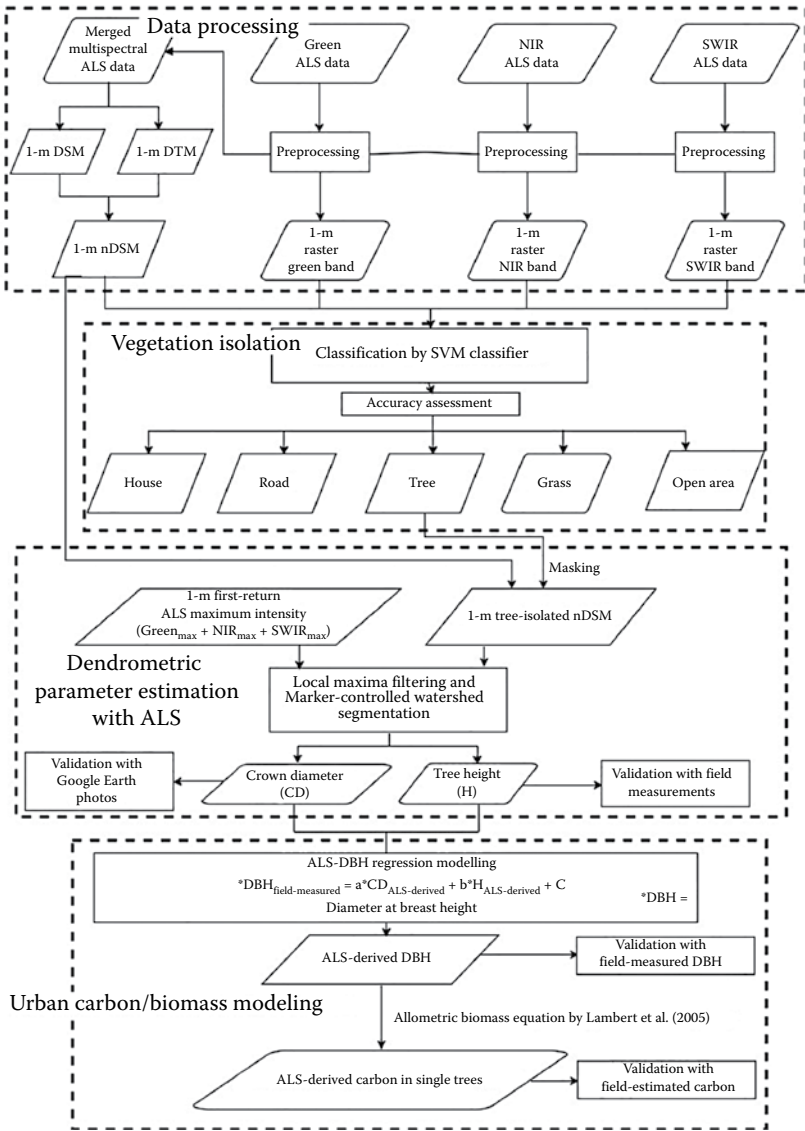 Data processing
Merged
multispectral
ALS data
Green
ALS data
NIR
ALS data
SWIR
ALS data
1-m DSM
1-m DTM
Preprocessing
Preprocessing
Preprocessing
1-m nDSM
1-m
raster
green band
1-m
raster
NIR band
1-m
raster
SWIR band
Vegetation isolation
Classification by SVM classifier
Accuracy assessment
House
Road
Tree
Grass
Open area
Masking
1-m first-return
ALS maximum intensity
(Greenmax + NIRmax + SWIRmax)
1-m tree-isolated nDSM
Dendrometric
parameter estimation
with ALS
Local maxima filtering and
Marker-controlled watershed
segmentation
Validation with
Google Earth
photos
Crown diameter
(CD)
Tree height
(H)
Validation with field
measurements
ALS-DBH regression modelling
*DBHfield-measured = a*CDALS-derived + b*HALS-derived + C
*DBH =
Diameter at breast height
ALS-derived DBH
Validation with
field-measured DBH
Urban carbon/biomass modeling
Allometric biomass equation by Lambert et al. (2005)
ALS-derived carbon in single trees
Validation with
field-estimated carbon